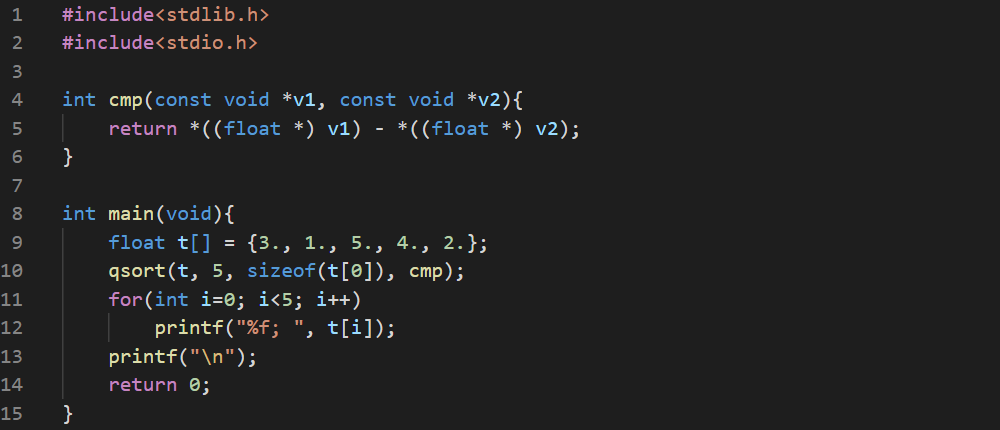 1 #include<stdlib.h>
2 #include<stdio.h>
3
4 int cmp(const void *v1, const void *v2){
5     return *((float *) v1) - *((float *) v2);
6 }
7
8 int main(void){
9     float t[] = {3., 1., 5., 4., 2.};
10     qsort(t, 5, sizeof(t[0]), cmp);
11     for(int i=0; i<5; i++)
12         printf("%f; ", t[i]);
13     printf("\n");
14     return 0;
15 }